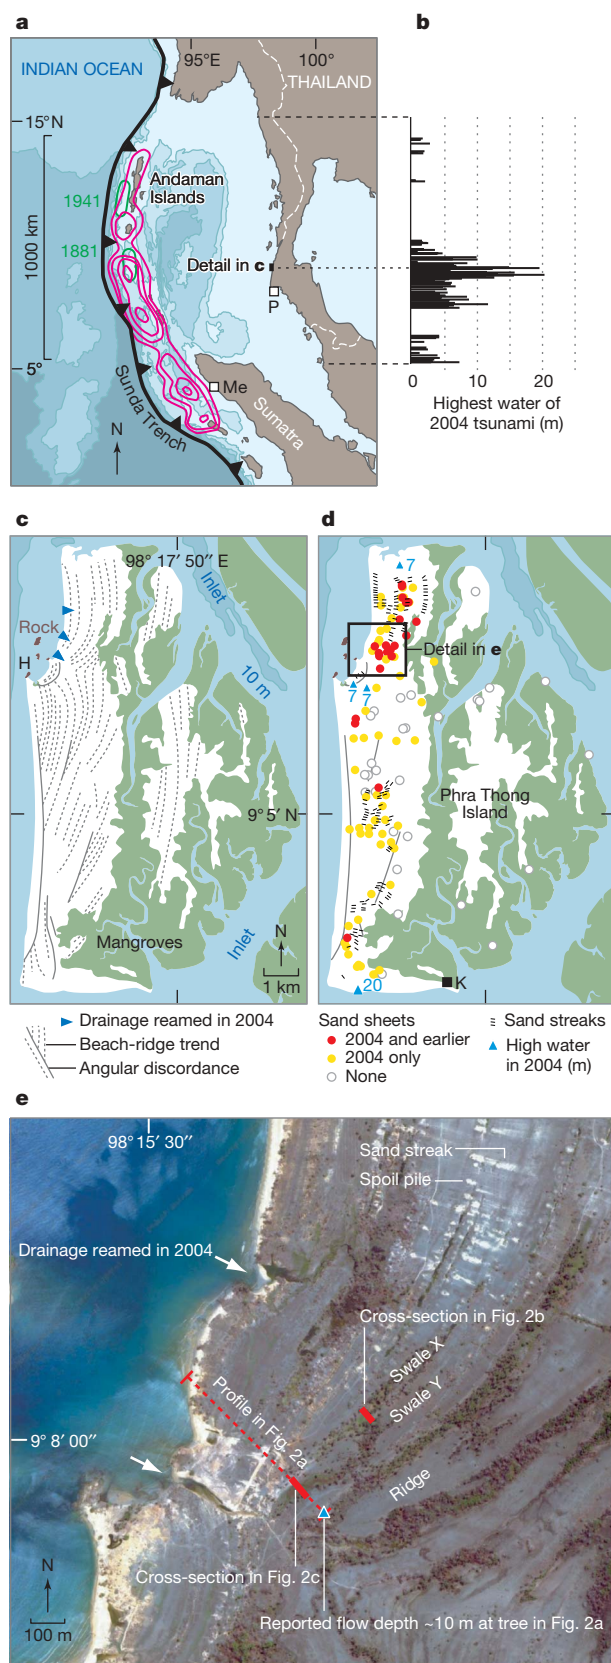 a
b
INDIAN OCEAN
95°E
100°
THAILAND
15°N
1000 km
Andaman
Islands
1941
1881
Detail in c
P
5°
Me
Sunda Trench
Sumatra
N
0
10
20
Highest water of
2004 tsunami (m)
c
d
98° 17′ 50″ E
Inlet
Rock
H
10 m
9° 5′ N
Mangroves
Inlet
N
1 km
7
Detail in e
7
7
Phra Thong
Island
20
K
Drainage reamed in 2004
Beach-ridge trend
Angular discordance
Sand sheets
2004 and earlier
2004 only
None
Sand streaks
High water
in 2004 (m)
e
98° 15′ 30″
Sand streak
Spoil pile
Drainage reamed in 2004
Cross-section in Fig. 2b
Swale X
Swale Y
Profile in Fig. 2a
9° 8′ 00″
Ridge
N
Cross-section in Fig. 2c
100 m
Reported flow depth ~10 m at tree in Fig. 2a